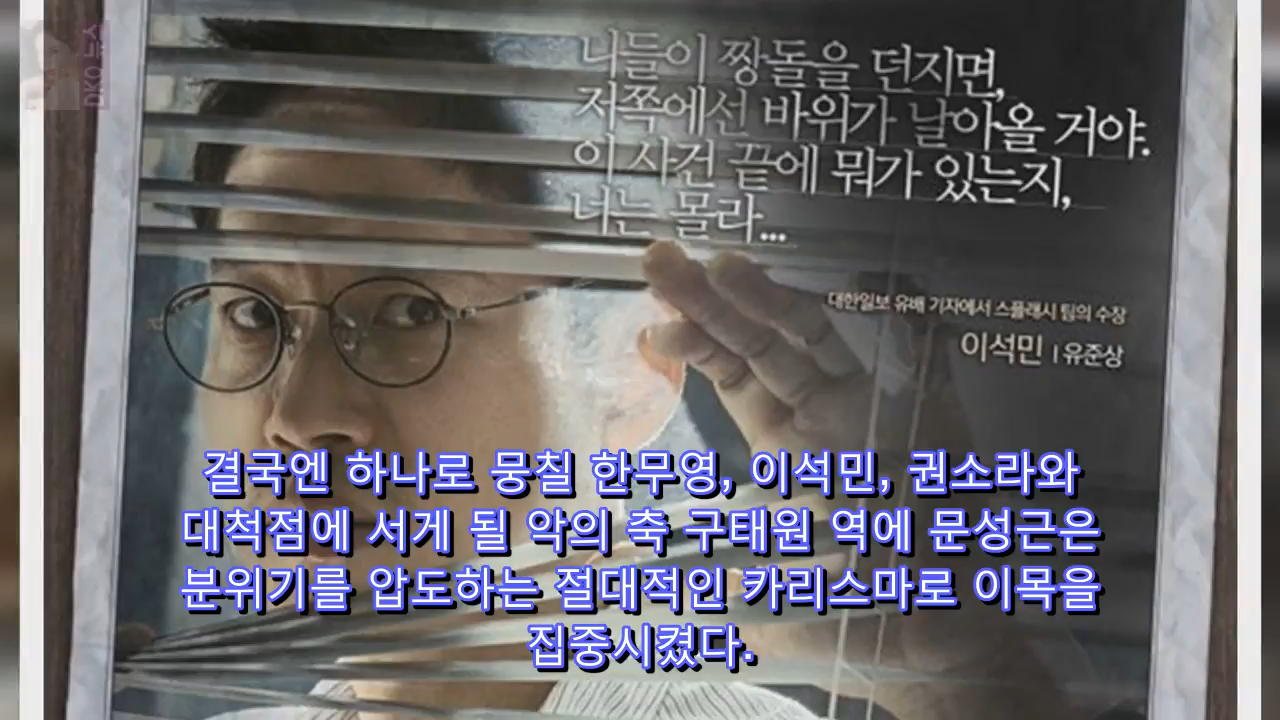 니들이 짱돌을 던지면,
저쪽에선 바위가 날아올 거야.
이 사건 끝에 뭐가 있는지,
너는 몰라...
대한일보 유배 기자에서 스플래시 팀의 수장
이석민 | 유준상
결국엔 하나로 뭉칠 한무영, 이석민, 권소라와
대척점에 서게 될 악의 축 구태원 역에 문성근은
분위기를 압도하는 절대적인 카리스마로 이목을
집중시켰다.